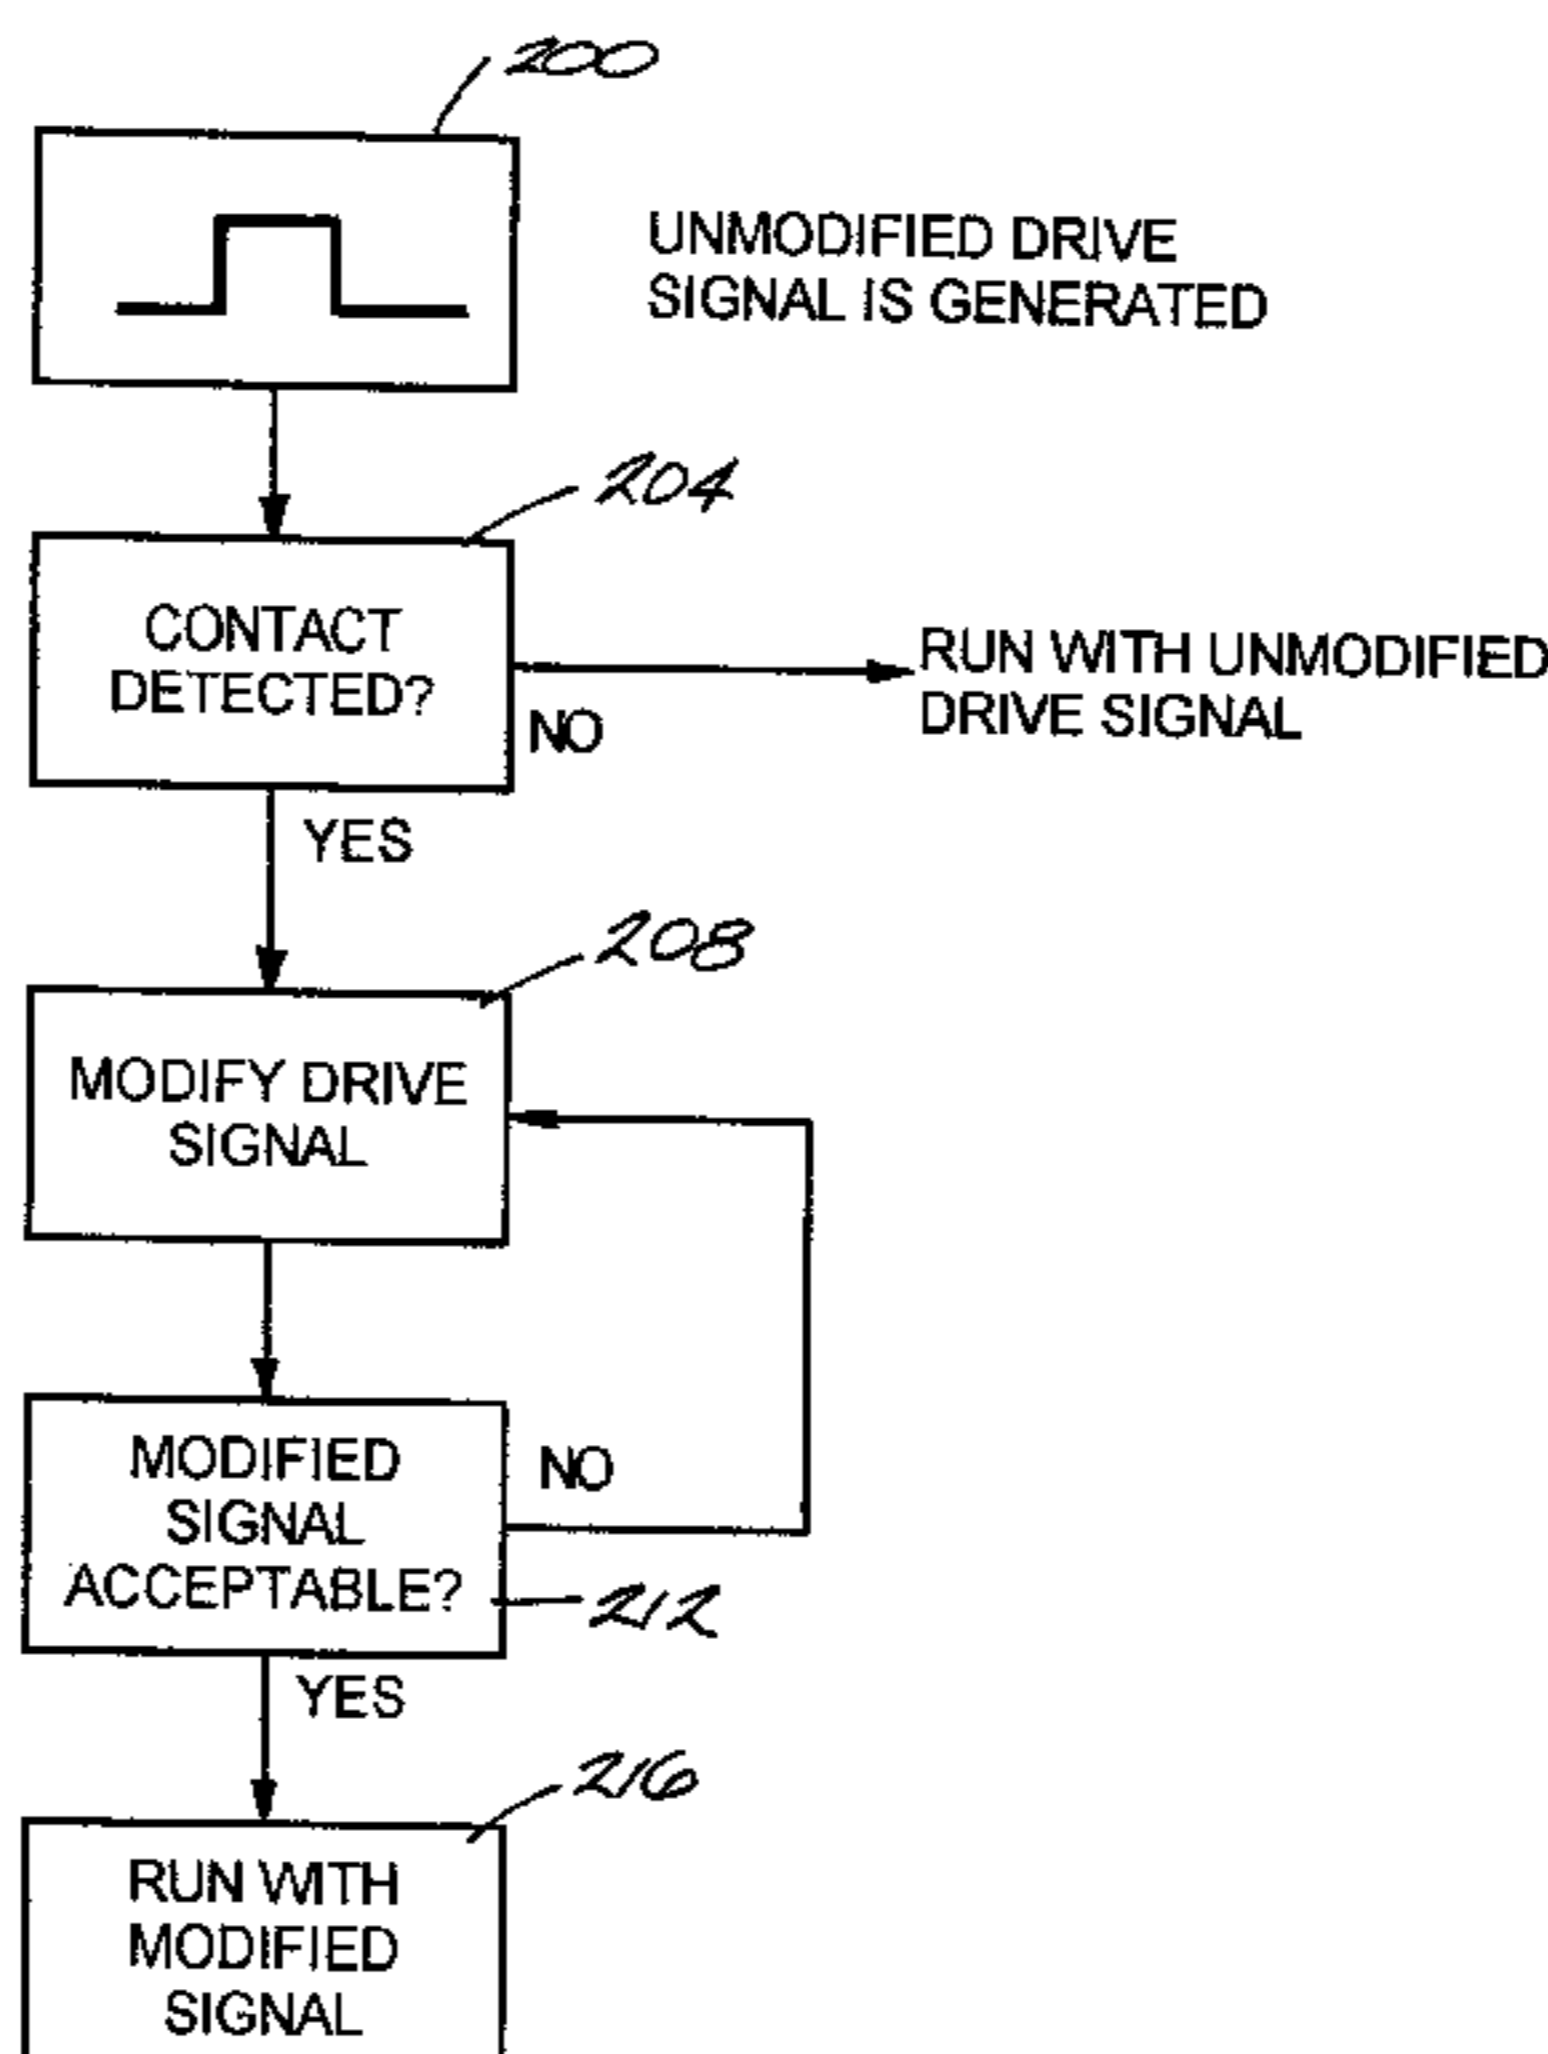 200
UNMODIFIED DRIVE
SIGNAL IS GENERATED
204
CONTACT
DETECTED?
NO
RUN WITH UNMODIFIED
DRIVE SIGNAL
YES
208
MODIFY DRIVE
SIGNAL
MODIFIED
SIGNAL
ACCEPTABLE?
NO
212
YES
216
RUN WITH
MODIFIED
SIGNAL